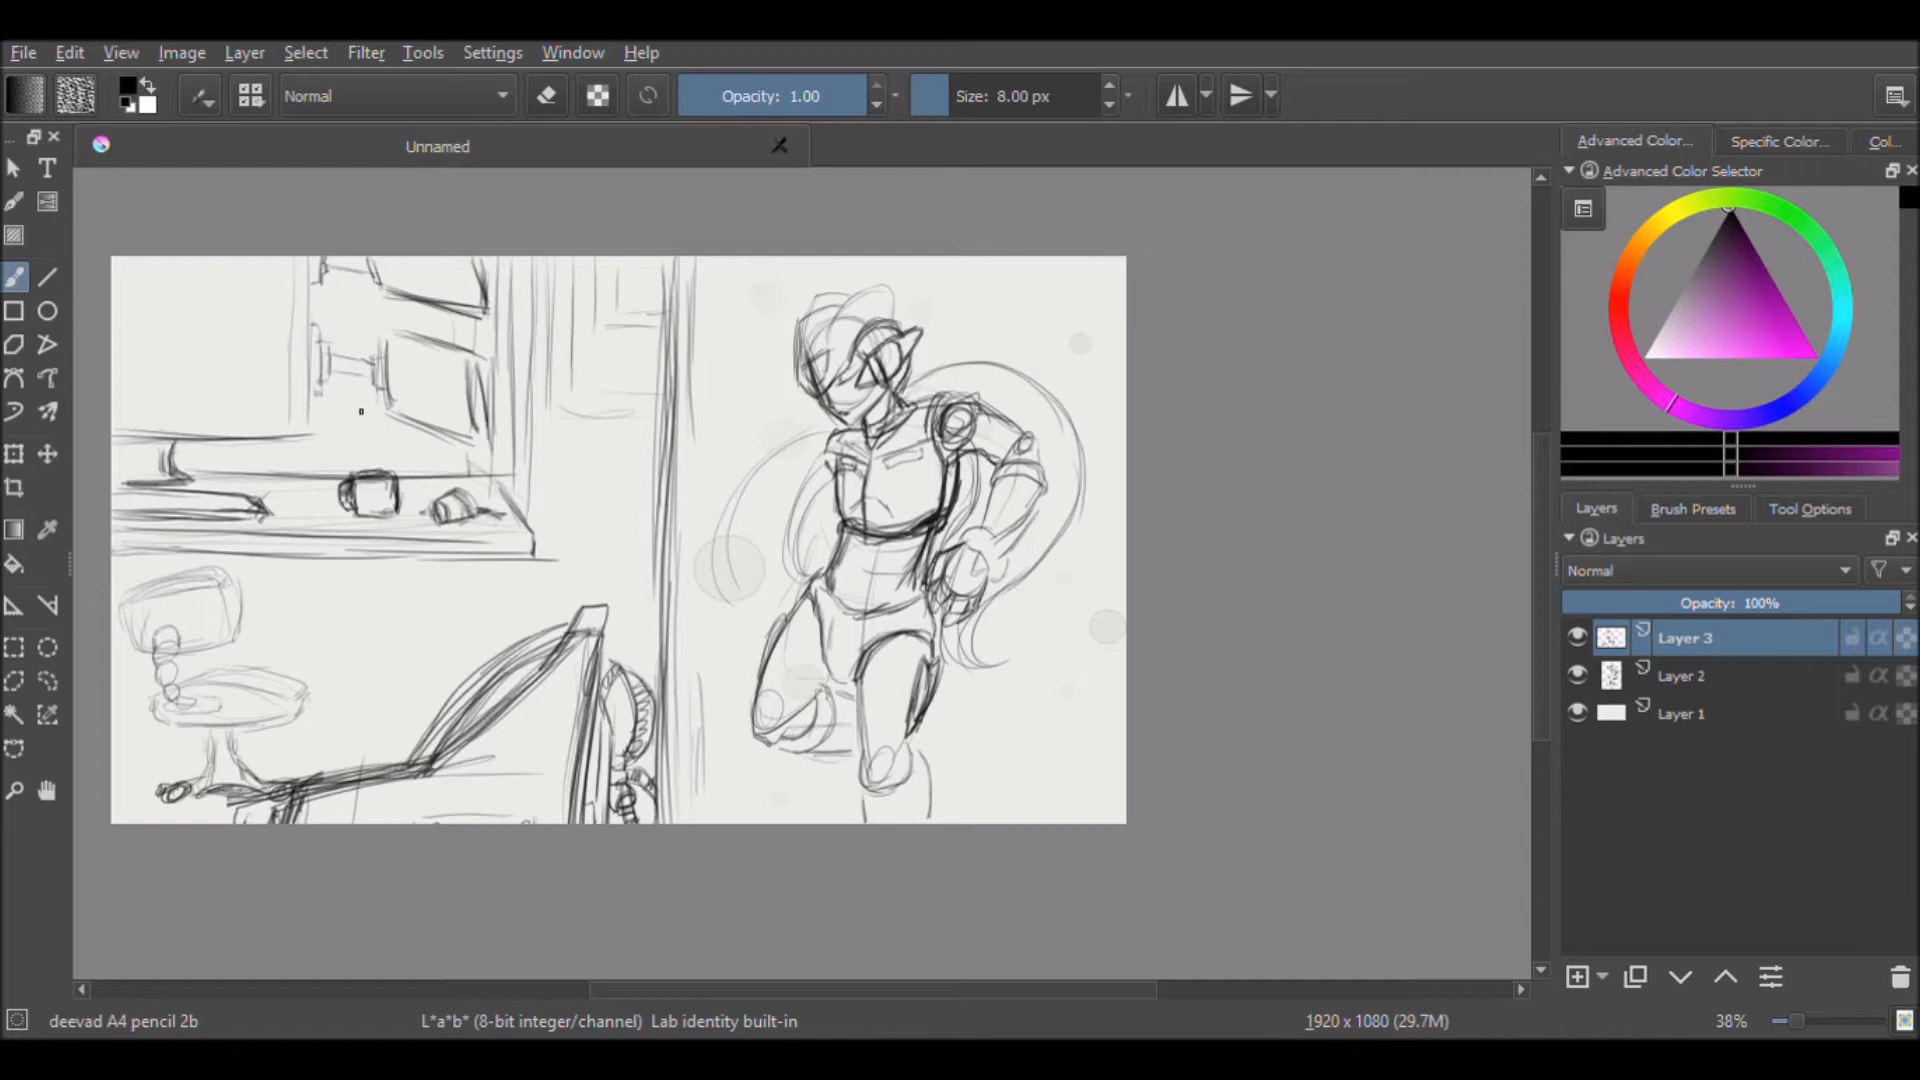 File Edit View Image Layer Select Filter Tools Settings Window Help
Normal Opacity: 1.00 Size: 8.00 px
Unnamed
Advanced Color... Specific Color... Col...
Advanced Color Selector
T
Layers Brush Presets Tool Options
Layers
Normal
Opacity: 100%
Layer 3
Layer 2
Layer 1
deevad A4 pencil 2b L*a*b* (8-bit integer/channel) Lab identity built-in 1920 x 1080 (29.7M) 38%